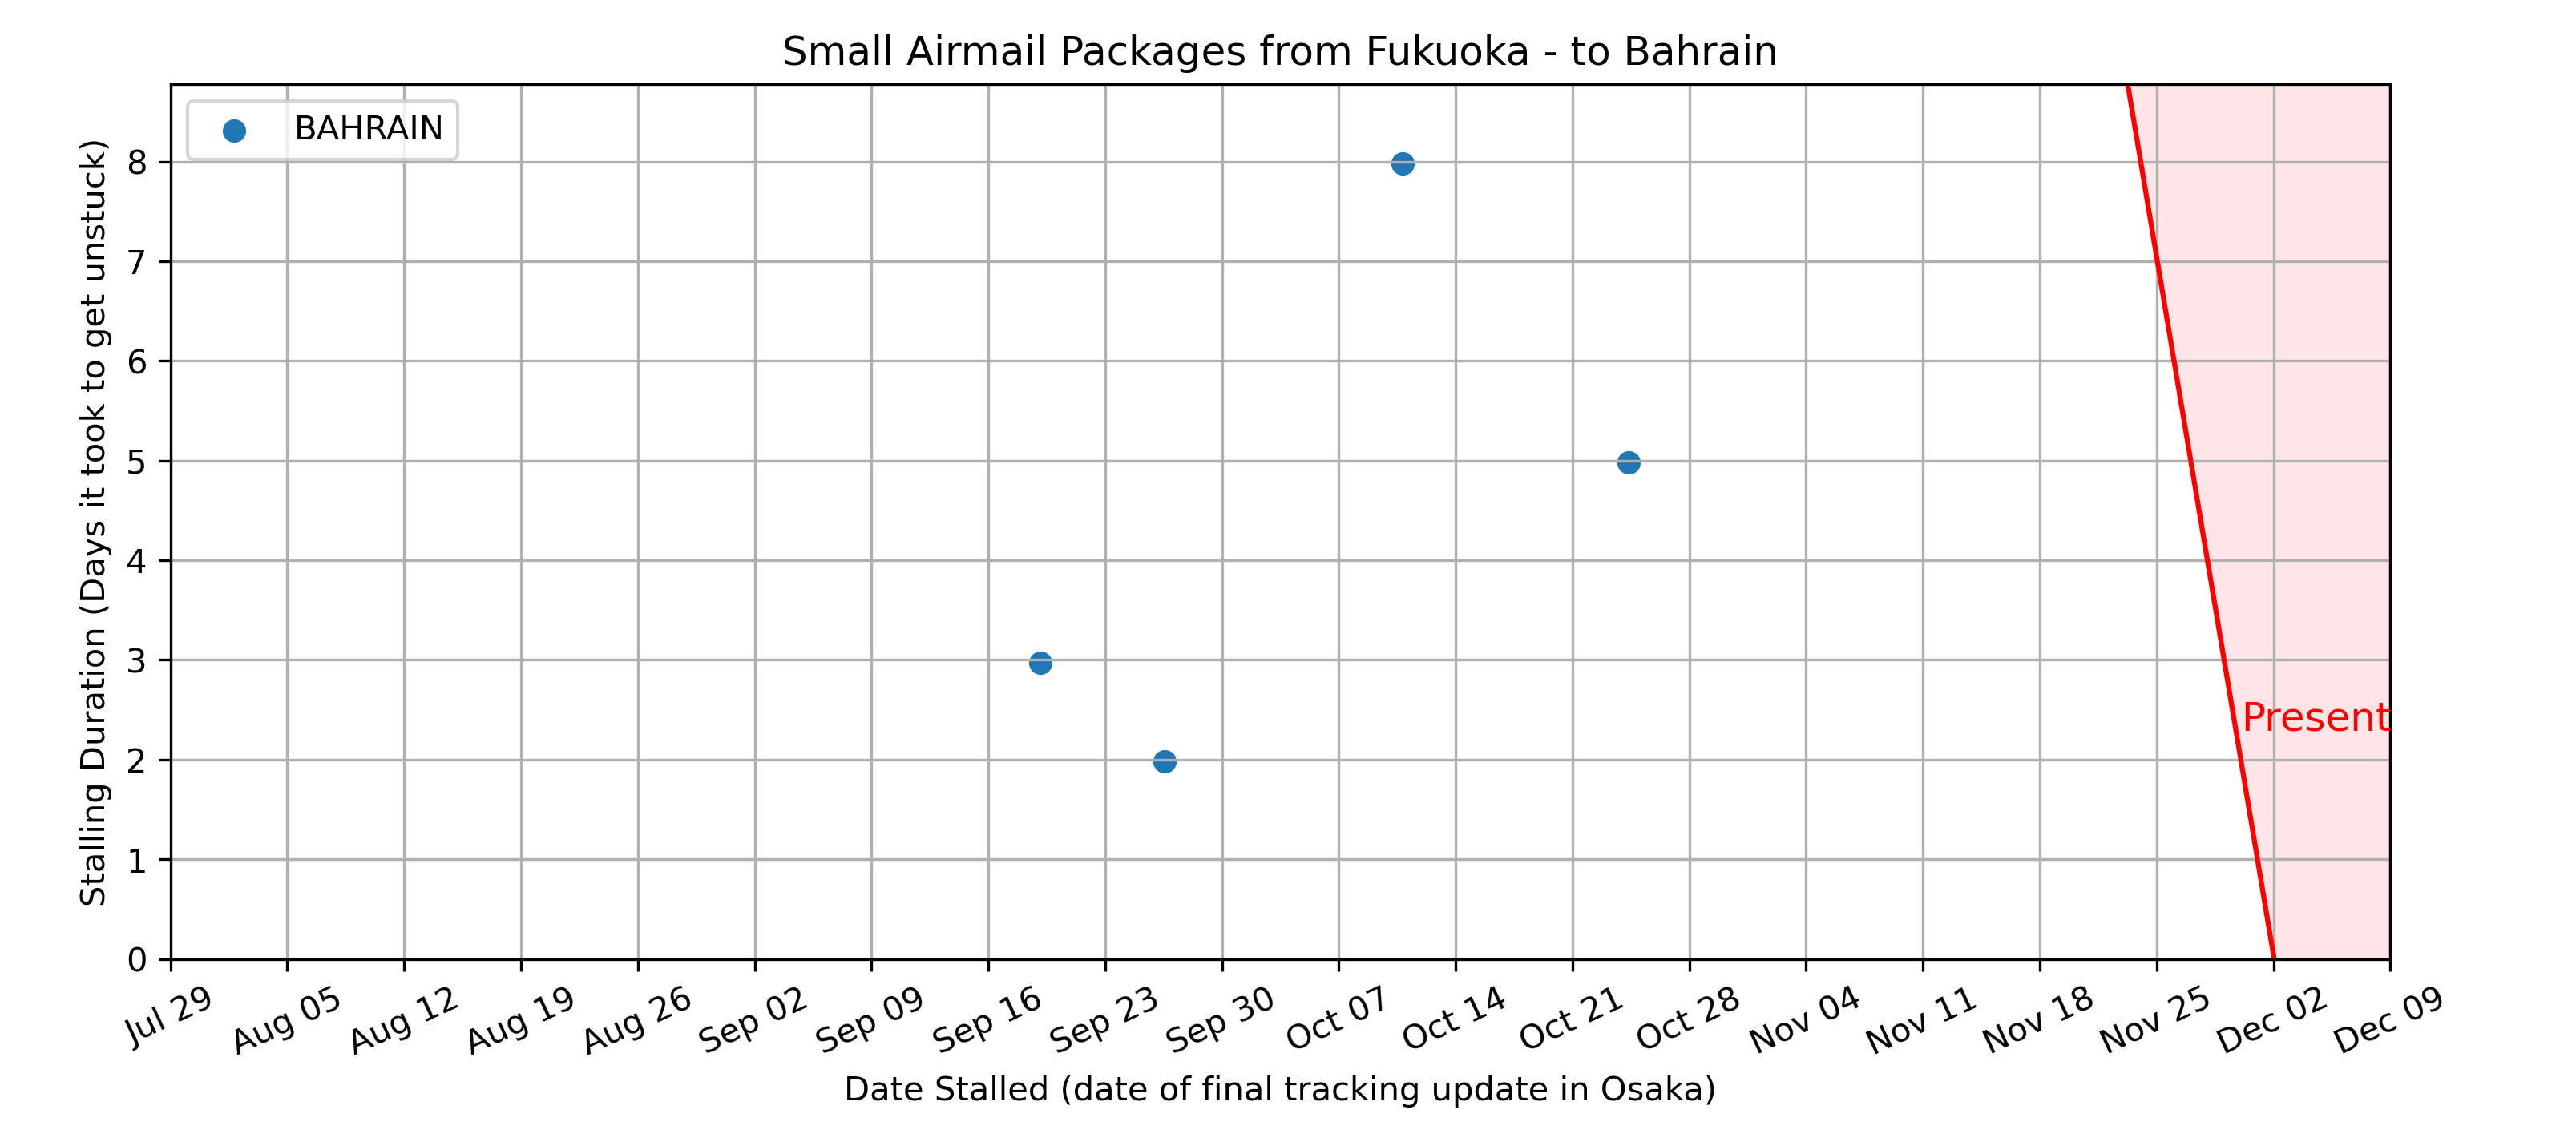 Small Airmail Packages from Fukuoka - to Bahrain
BAHRAIN
Stalling Duration (Days it took to get unstuck)
8
7
6
5
4
3
2
1
0
Present
Jul 29
Aug 05
Aug 12
Aug 19
Aug 26
Sep 02
Sep 09
Sep 16
Sep 23
Sep 30
Oct 07
Oct 14
Oct 21
Oct 28
Nov 04
Nov 11
Nov 18
Nov 25
Dec 02
Dec 09
Date Stalled (date of final tracking update in Osaka)